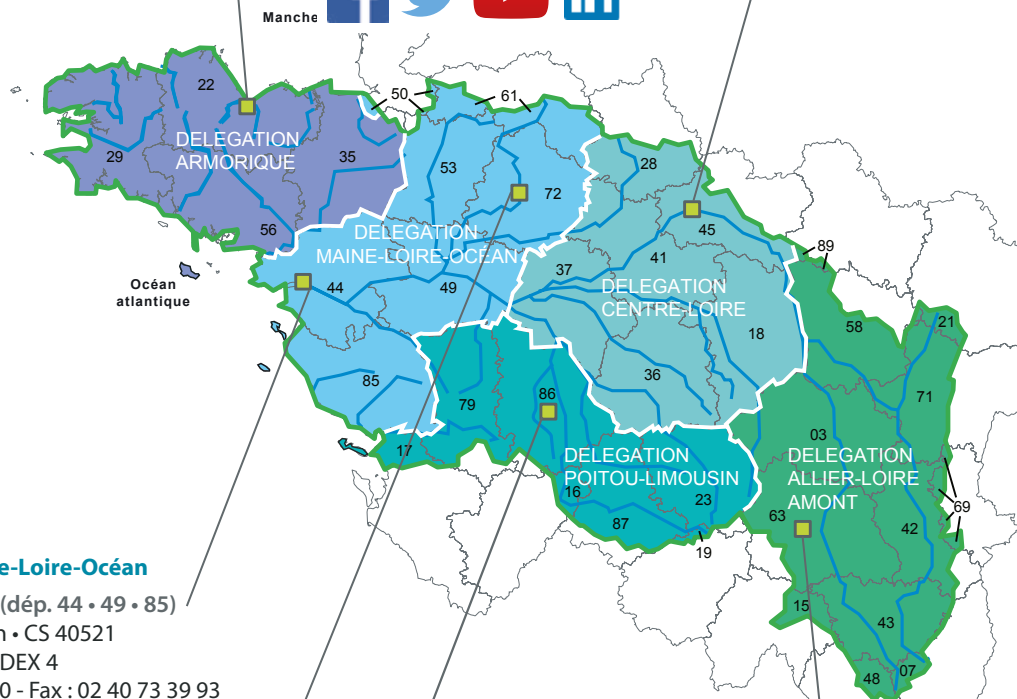 Manche
50
61
22
DELEGATION
ARMORIQUE
29
35
56
53
72
28
45
DELEGATION
MAINE-LOIRE-OCÉAN
37
41
89
Océan
atlantique
44
49
DELEGATION
CENTRE-LOIRE
18
58
21
85
36
71
79
86
17
03
DELEGATION
POITOU-LIMOUSIN
DELEGATION
ALLIER-LOIRE
AMONT
16
23
63
69
87
19
42
15
43
48
07
e-Loire-Océan
(dép. 44 • 49 • 85)
n • CS 40521
DEX 4
0 - Fax : 02 40 73 39 93